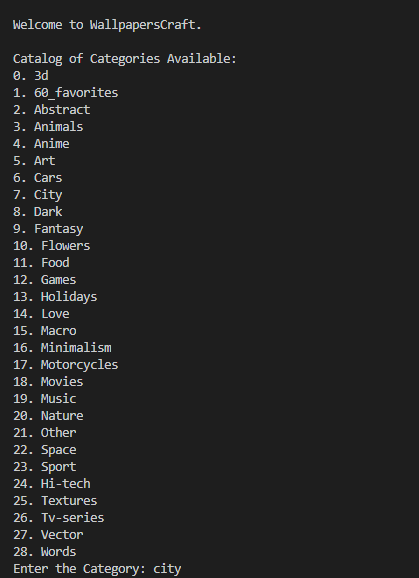 Welcome to WallpapersCraft.
Catalog of Categories Available:
0. 3d
1. 60_favorites
2. Abstract
3. Animals
4. Anime
5. Art
6. Cars
7. City
8. Dark
9. Fantasy
10. Flowers
11. Food
12. Games
13. Holidays
14. Love
15. Macro
16. Minimalism
17. Motorcycles
18. Movies
19. Music
20. Nature
21. Other
22. Space
23. Sport
24. Hi-tech
25. Textures
26. Tv-series
27. Vector
28. Words
Enter the Category: city